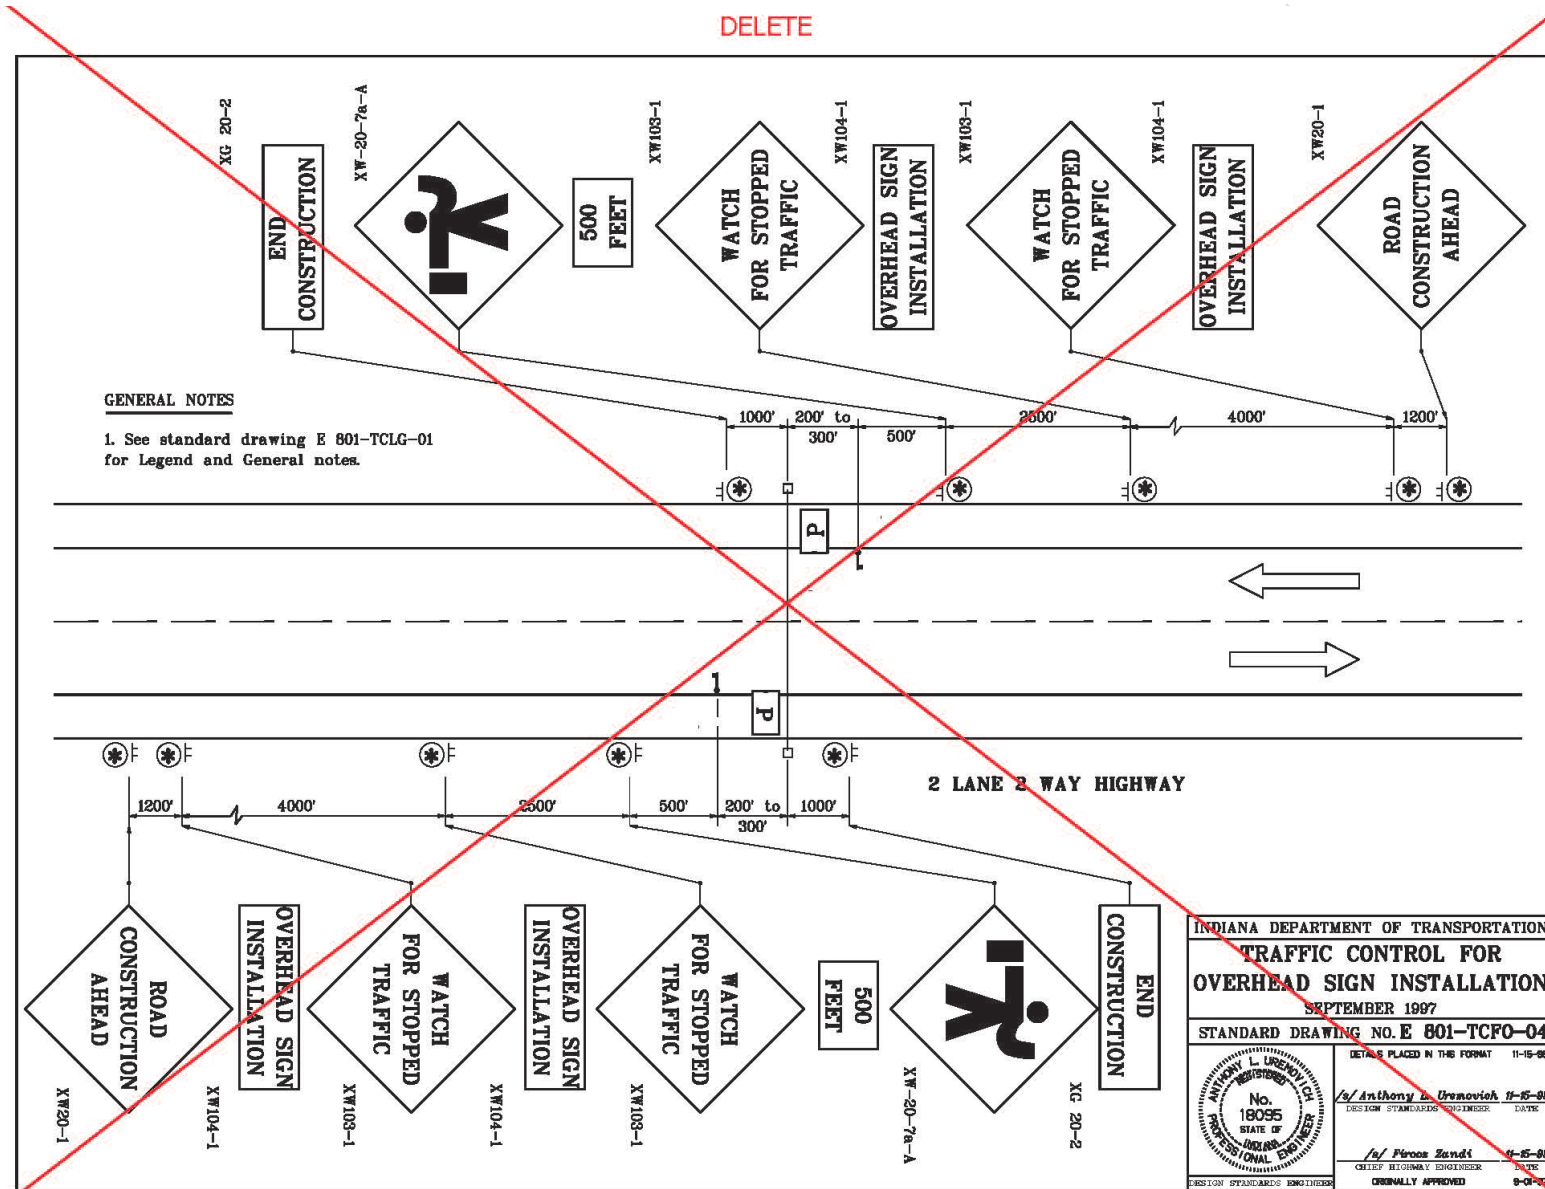 DELETE
XG 20-2
END
CONSTRUCTION
XW-20-7a-A
500
FEET
XW103-1
WATCH
FOR STOPPED
TRAFFIC
XW104-1
OVERHEAD SIGN
INSTALLATION
XW103-1
WATCH
FOR STOPPED
TRAFFIC
XW104-1
OVERHEAD SIGN
INSTALLATION
XW20-1
ROAD
CONSTRUCTION
AHEAD
GENERAL NOTES
1. See standard drawing E 801-TCLG-01
for Legend and General notes.
1000' 200' to 300' 500' 2500' 4000' 1200'
P
P
2 LANE 2 WAY HIGHWAY
1200' 4000' 2500' 500' 200' to 300' 1000'
ROAD
CONSTRUCTION
AHEAD
XW20-1
OVERHEAD SIGN
INSTALLATION
XW104-1
WATCH
FOR STOPPED
TRAFFIC
XW103-1
OVERHEAD SIGN
INSTALLATION
XW104-1
WATCH
FOR STOPPED
TRAFFIC
XW103-1
500
FEET
XW-20-7a-A
END
CONSTRUCTION
XG 20-2
INDIANA DEPARTMENT OF TRANSPORTATION
TRAFFIC CONTROL FOR
OVERHEAD SIGN INSTALLATION
SEPTEMBER 1997
STANDARD DRAWING NO. E 801-TCFO-04
ANTHONY L. UREMOVICH
REGISTERED
No.
18095
STATE OF
INDIANA
PROFESSIONAL ENGINEER
DESIGN STANDARDS ENGINEER
DETAILS PLACED IN THIS FORMAT
/s/ Anthony L. Uremovich
DESIGN STANDARDS ENGINEER DATE
/s/ Firooz Zandi
CHIEF HIGHWAY ENGINEER DATE
ORIGINALLY APPROVED